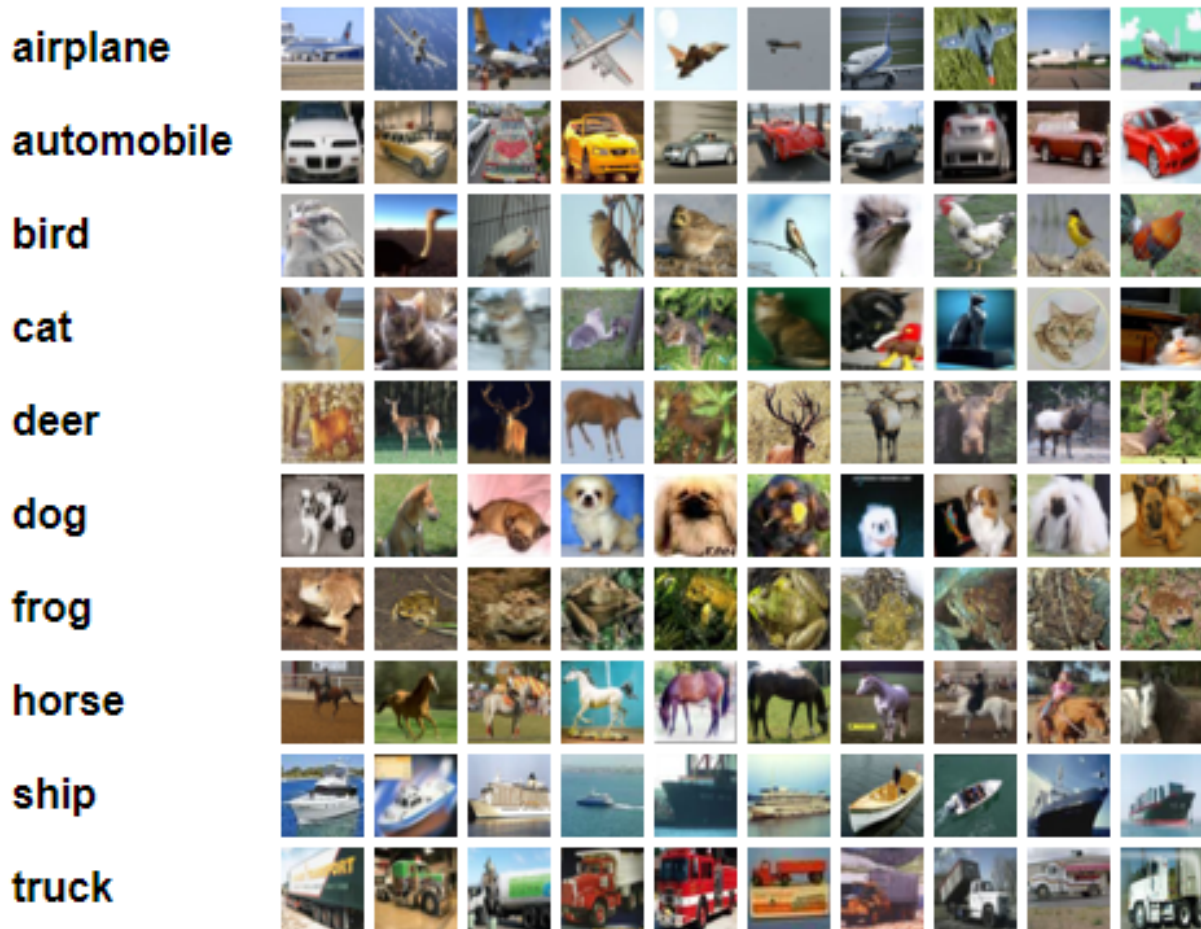 airplane
automobile
bird
cat
deer
dog
frog
horse
ship
truck